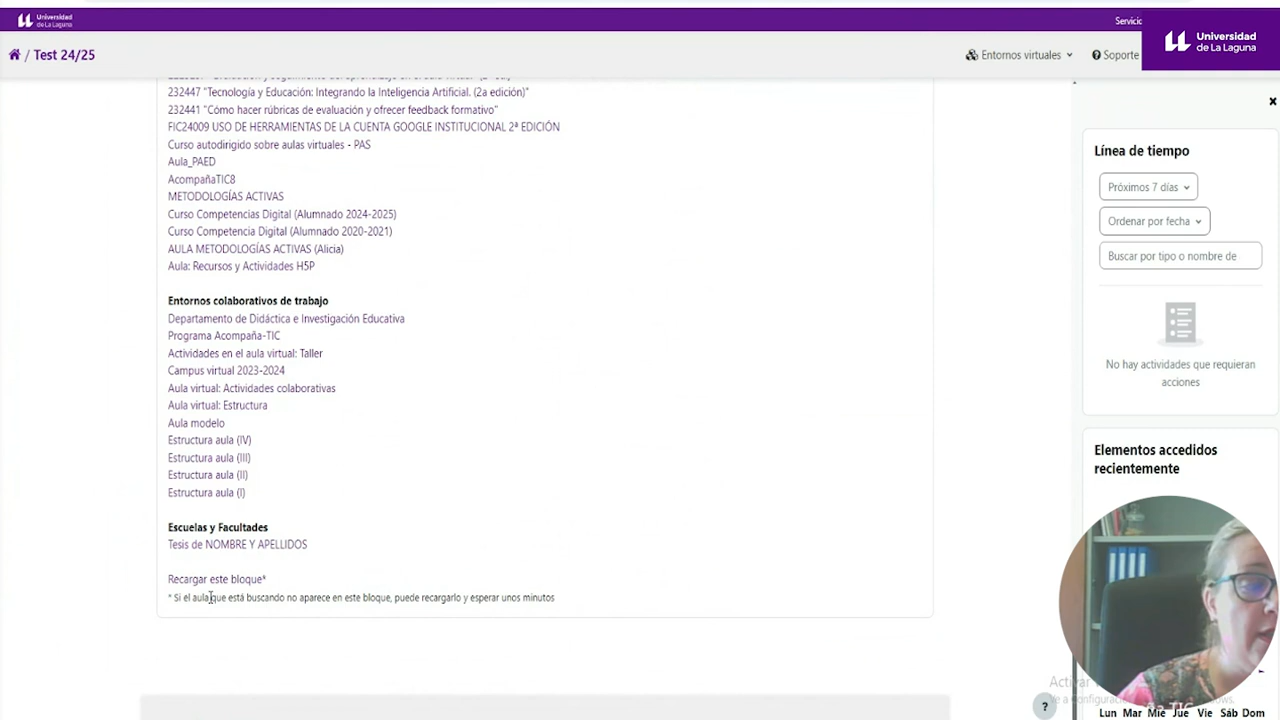 Universidad
de La Laguna
Servicio
/ Test 24/25
Entornos virtuales
Soporte
Universidad
De La Laguna
232447 "Tecnología y Educación: Integrando la Inteligencia Artificial. (2a edición)"
232441 "Cómo hacer rúbricas de evaluación y ofrecer feedback formativo"
FIC24009 USO DE HERRAMIENTAS DE LA CUENTA GOOGLE INSTITUCIONAL 2ª EDICIÓN
Curso autodirigido sobre aulas virtuales - PAS
Aula_PAED
AcompañaTIC8
METODOLOGÍAS ACTIVAS
Curso Competencias Digital (Alumnado 2024-2025)
Curso Competencia Digital (Alumnado 2020-2021)
AULA METODOLOGÍAS ACTIVAS (Alicia)
Aula: Recursos y Actividades H5P
Entornos colaborativos de trabajo
Departamento de Didáctica e Investigación Educativa
Programa Acompaña-TIC
Actividades en el aula virtual: Taller
Campus virtual 2023-2024
Aula virtual: Actividades colaborativas
Aula virtual: Estructura
Aula modelo
Estructura aula (IV)
Estructura aula (III)
Estructura aula (II)
Estructura aula (I)
Escuelas y Facultades
Tesis de NOMBRE Y APELLIDOS
Recargar este bloque*
* Si el aula que está buscando no aparece en este bloque, puede recargarlo y esperar unos minutos
Línea de tiempo
Próximos 7 días
Ordenar por fecha
Buscar por tipo o nombre de
No hay actividades que requieran
acciones
Elementos accedidos
recientemente
Activar
?
Lun Mar Mié Jue Vie Sáb Dom